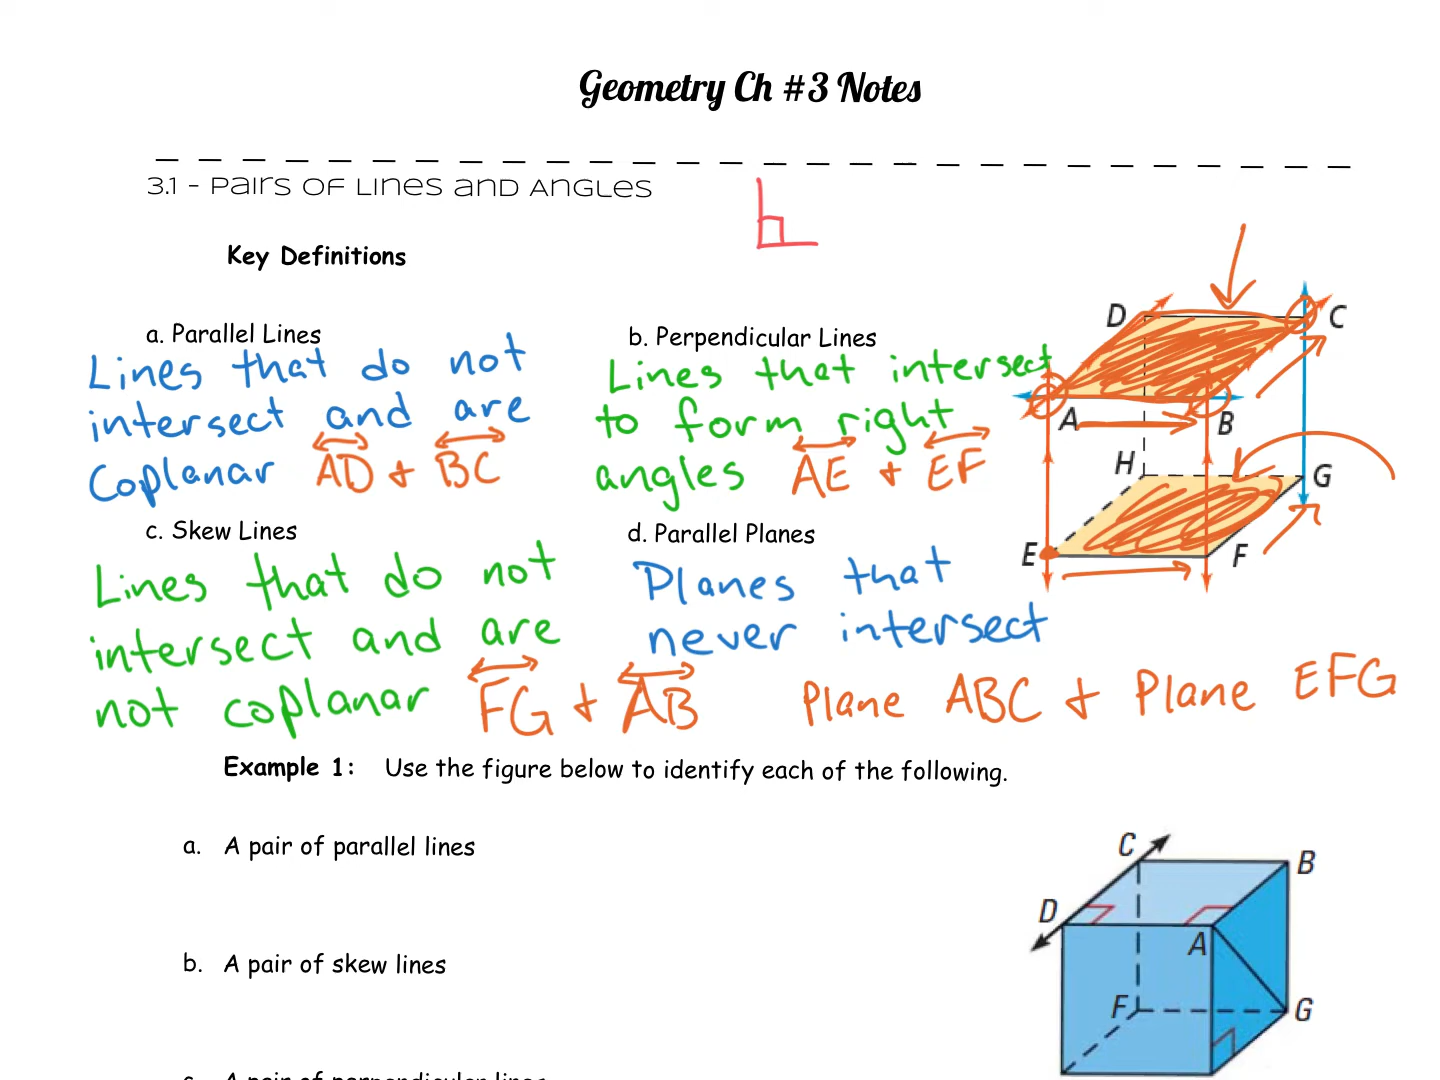 Geometry Ch #3 Notes
3.1 - Pairs of Lines and Angles
Key Definitions
a. Parallel Lines
Lines that do not
intersect and are
Coplanar AD + BC
b. Perpendicular Lines
Lines that intersect
to form right
angles AE + EF
c. Skew Lines
Lines that do not
intersect and are
not coplanar FG + AB
d. Parallel Planes
Planes that
never intersect
Plane ABC + Plane EFG
D
C
A
B
H
G
E
F
Example 1: Use the figure below to identify each of the following.
a. A pair of parallel lines
b. A pair of skew lines
c. A pair of perpendicular lines
C
B
D
A
F
G